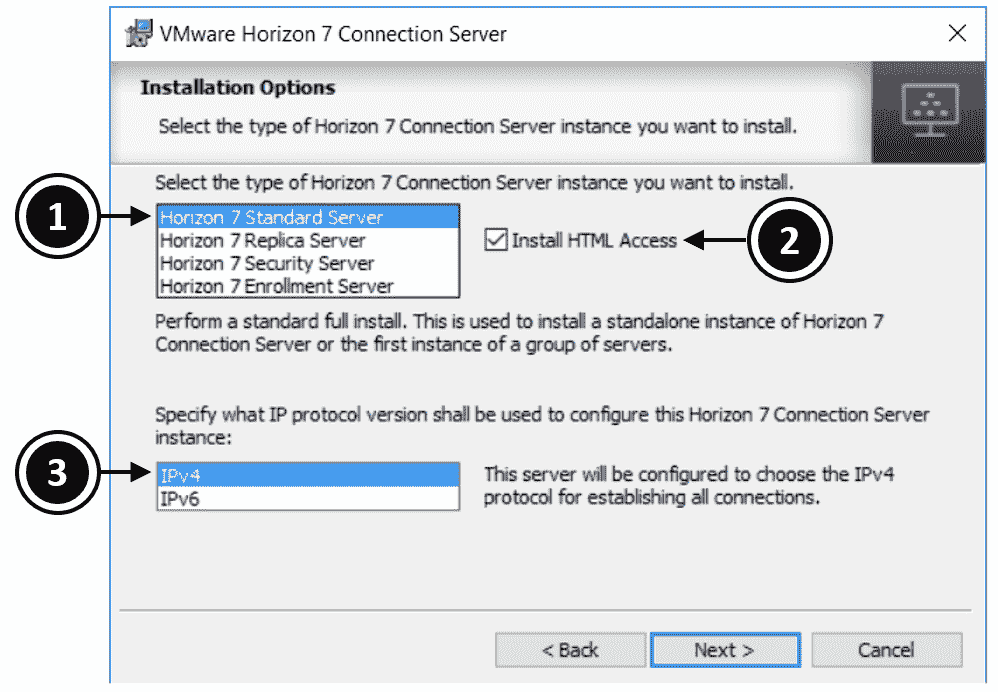 VMware Horizon 7 Connection Server
Installation Options
Select the type of Horizon 7 Connection Server instance you want to install.
Select the type of Horizon 7 Connection Server instance you want to install.
1
Horizon 7 Standard Server
Horizon 7 Replica Server
Horizon 7 Security Server
Horizon 7 Enrollment Server
Install HTML Access
2
Perform a standard full install. This is used to install a standalone instance of Horizon 7
Connection Server or the first instance of a group of servers.
Specify what IP protocol version shall be used to configure this Horizon 7 Connection Server
instance:
3
IPv4
IPv6
This server will be configured to choose the IPv4
protocol for establishing all connections.
< Back
Next >
Cancel